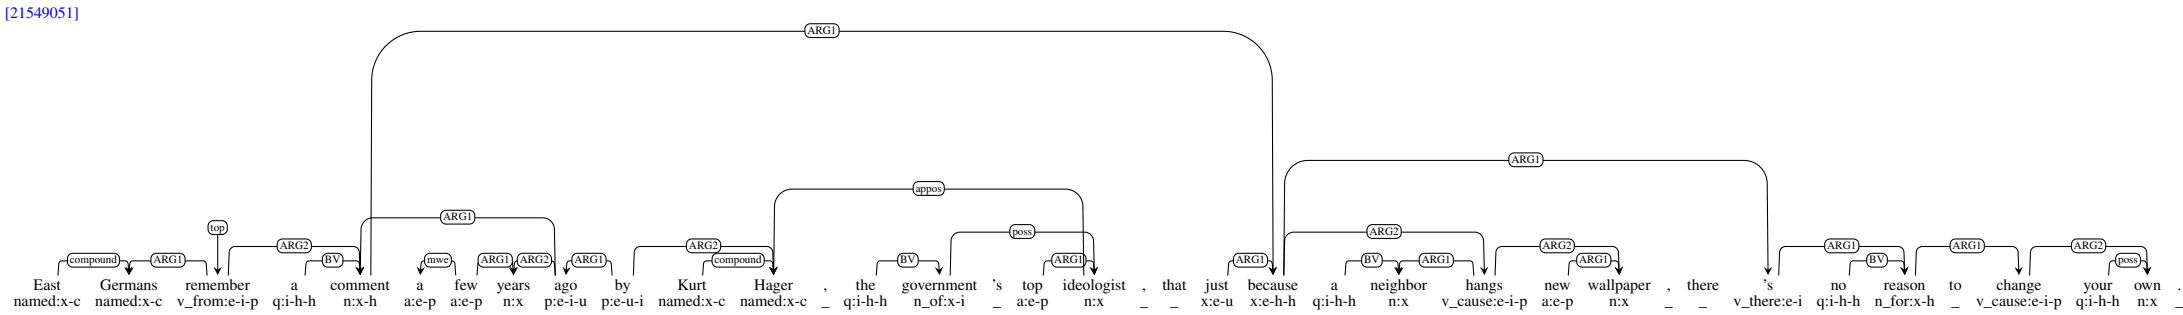 [21549051]
ARG1
ARG1
appos
ARG1
top
poss
ARG2 ARG2 ARG2 ARG2 ARG2
compound ARG1 BV mwe ARG1 ARG2 ARG1 compound BV ARG1 ARG1 BV ARG1 ARG1 ARG1 BV ARG1 poss
East Germans remember a comment a few years ago by Kurt Hager , the government 's top ideologist , that just because a neighbor hangs new wallpaper , there 's no reason to change your own .
named:x-c named:x-c v_from:e-i-p q:i-h-h n:x-h a:e-p a:e-p n:x p:e-i-u p:e-u-i named:x-c named:x-c _ q:i-h-h n_of:x-i _ a:e-p n:x _ _ x:e-u x:e-h-h q:i-h-h n:x v_cause:e-i-p a:e-p n:x _ _ v_there:e-i q:i-h-h n_for:x-h _ v_cause:e-i-p q:i-h-h n:x _